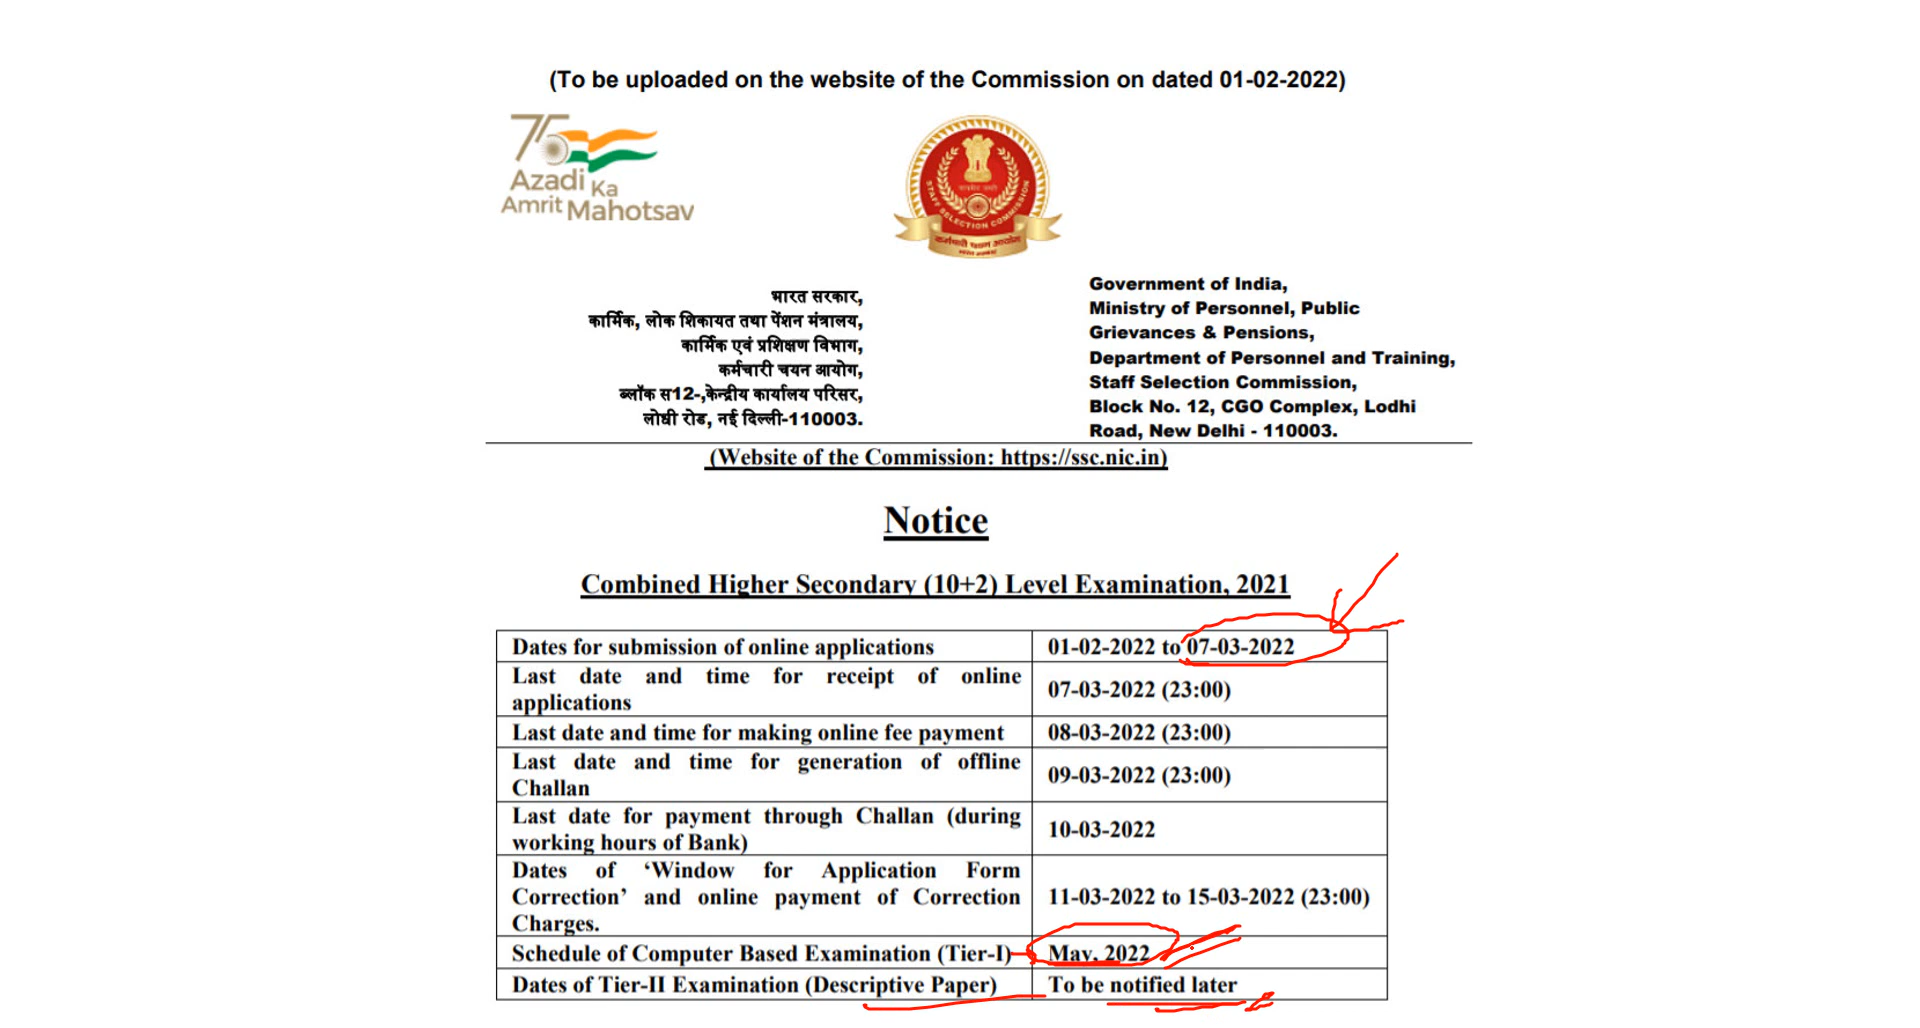 (To be uploaded on the website of the Commission on dated 01-02-2022)
75
Azadi Ka
Amrit Mahotsav
STAFF SELECTION COMMISSION
भारत सरकार,
कार्मिक, लोक शिकायत तथा पेंशन मंत्रालय,
कार्मिक एवं प्रशिक्षण विभाग,
कर्मचारी चयन आयोग,
ब्लॉक स12-,केन्द्रीय कार्यालय परिसर,
लोधी रोड, नई दिल्ली-110003.
Government of India,
Ministry of Personnel, Public
Grievances & Pensions,
Department of Personnel and Training,
Staff Selection Commission,
Block No. 12, CGO Complex, Lodhi
Road, New Delhi - 110003.
(Website of the Commission: https://ssc.nic.in)
Notice
Combined Higher Secondary (10+2) Level Examination, 2021
Dates for submission of online applications 01-02-2022 to 07-03-2022
Last date and time for receipt of online
applications 07-03-2022 (23:00)
Last date and time for making online fee payment 08-03-2022 (23:00)
Last date and time for generation of offline
Challan 09-03-2022 (23:00)
Last date for payment through Challan (during
working hours of Bank) 10-03-2022
Dates of ‘Window for Application Form
Correction’ and online payment of Correction
Charges. 11-03-2022 to 15-03-2022 (23:00)
Schedule of Computer Based Examination (Tier-I) May, 2022
Dates of Tier-II Examination (Descriptive Paper) To be notified later